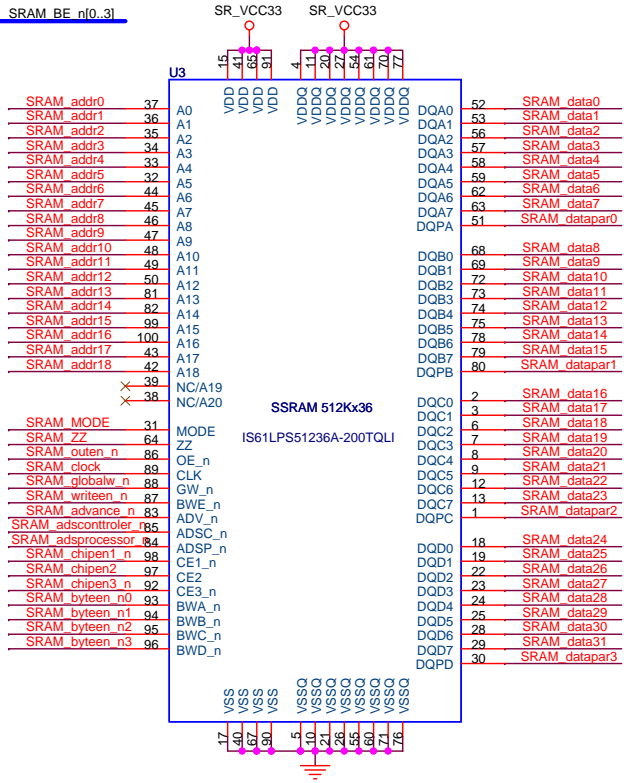 SRAM_BE_n[0..3]
SR_VCC33 SR_VCC33
15 41 65 91 4 11 20 27 54 61 70 77
U3
VDD VDD VDD VDD VDDQ VDDQ VDDQ VDDQ VDDQ VDDQ VDDQ VDDQ
SRAM_addr0 37 A0 DQA0 52 SRAM_data0
SRAM_addr1 36 A1 DQA1 53 SRAM_data1
SRAM_addr2 35 A2 DQA2 56 SRAM_data2
SRAM_addr3 34 A3 DQA3 57 SRAM_data3
SRAM_addr4 33 A4 DQA4 58 SRAM_data4
SRAM_addr5 32 A5 DQA5 59 SRAM_data5
SRAM_addr6 44 A6 DQA6 62 SRAM_data6
SRAM_addr7 45 A7 DQA7 63 SRAM_data7
SRAM_addr8 46 A8 DQPA 51 SRAM_datapar0
SRAM_addr9 47 A9
SRAM_addr10 48 A10 DQB0 68 SRAM_data8
SRAM_addr11 49 A11 DQB1 69 SRAM_data9
SRAM_addr12 50 A12 DQB2 72 SRAM_data10
SRAM_addr13 81 A13 DQB3 73 SRAM_data11
SRAM_addr14 82 A14 DQB4 74 SRAM_data12
SRAM_addr15 99 A15 DQB5 75 SRAM_data13
SRAM_addr16 100 A16 DQB6 78 SRAM_data14
SRAM_addr17 43 A17 DQB7 79 SRAM_data15
SRAM_addr18 42 A18 DQPB 80 SRAM_datapar1
39 NC/A19
38 NC/A20 DQC0 2 SRAM_data16
SSRAM 512Kx36 DQC1 3 SRAM_data17
SRAM_MODE 31 MODE DQC2 6 SRAM_data18
SRAM_ZZ 64 ZZ IS61LPS51236A-200TQLI DQC3 7 SRAM_data19
SRAM_outen_n 86 OE_n DQC4 8 SRAM_data20
SRAM_clock 89 CLK DQC5 9 SRAM_data21
SRAM_globalw_n 88 GW_n DQC6 12 SRAM_data22
SRAM_writeen_n 87 BWE_n DQC7 13 SRAM_data23
SRAM_advance_n 83 ADV_n DQPC 1 SRAM_datapar2
SRAM_adsconttroler_n 85 ADSC_n
SRAM_adsprocessor_n 84 ADSP_n DQD0 18 SRAM_data24
SRAM_chipen1_n 98 CE1_n DQD1 19 SRAM_data25
SRAM_chipen2 97 CE2 DQD2 22 SRAM_data26
SRAM_chipen3_n 92 CE3_n DQD3 23 SRAM_data27
SRAM_byteen_n0 93 BWA_n DQD4 24 SRAM_data28
SRAM_byteen_n1 94 BWB_n DQD5 25 SRAM_data29
SRAM_byteen_n2 95 BWC_n DQD6 28 SRAM_data30
SRAM_byteen_n3 96 BWD_n DQD7 29 SRAM_data31
DQPD 30 SRAM_datapar3
VSS VSS VSS VSS VSSQ VSSQ VSSQ VSSQ VSSQ VSSQ VSSQ VSSQ
17 40 67 90 5 10 21 26 55 60 71 76